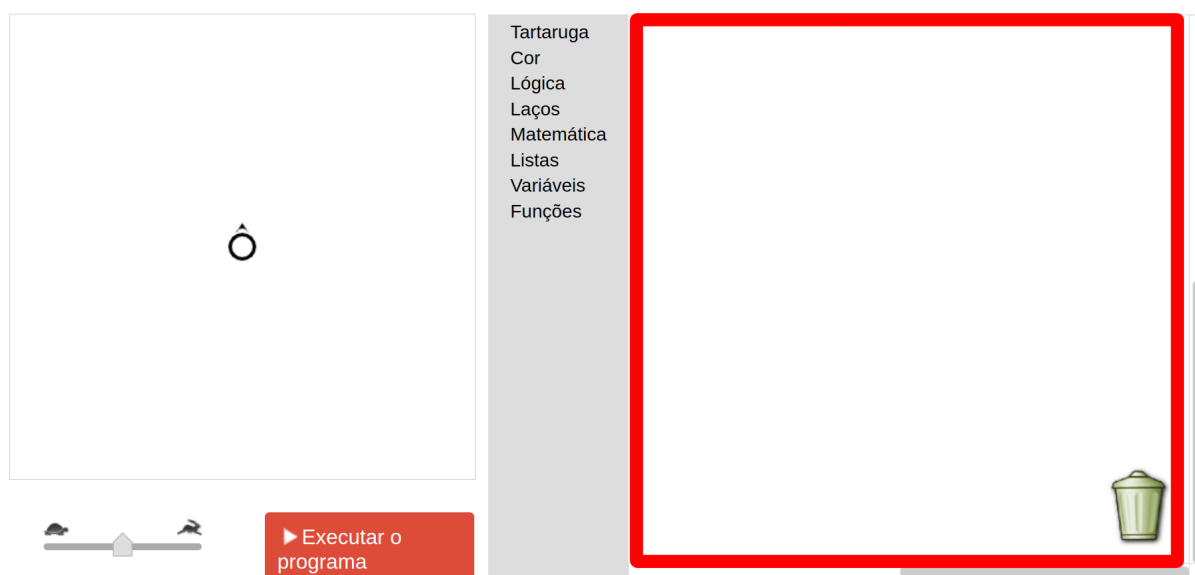 Tartaruga
Cor
Lógica
Laços
Matemática
Listas
Variáveis
Funções
Executar o
programa